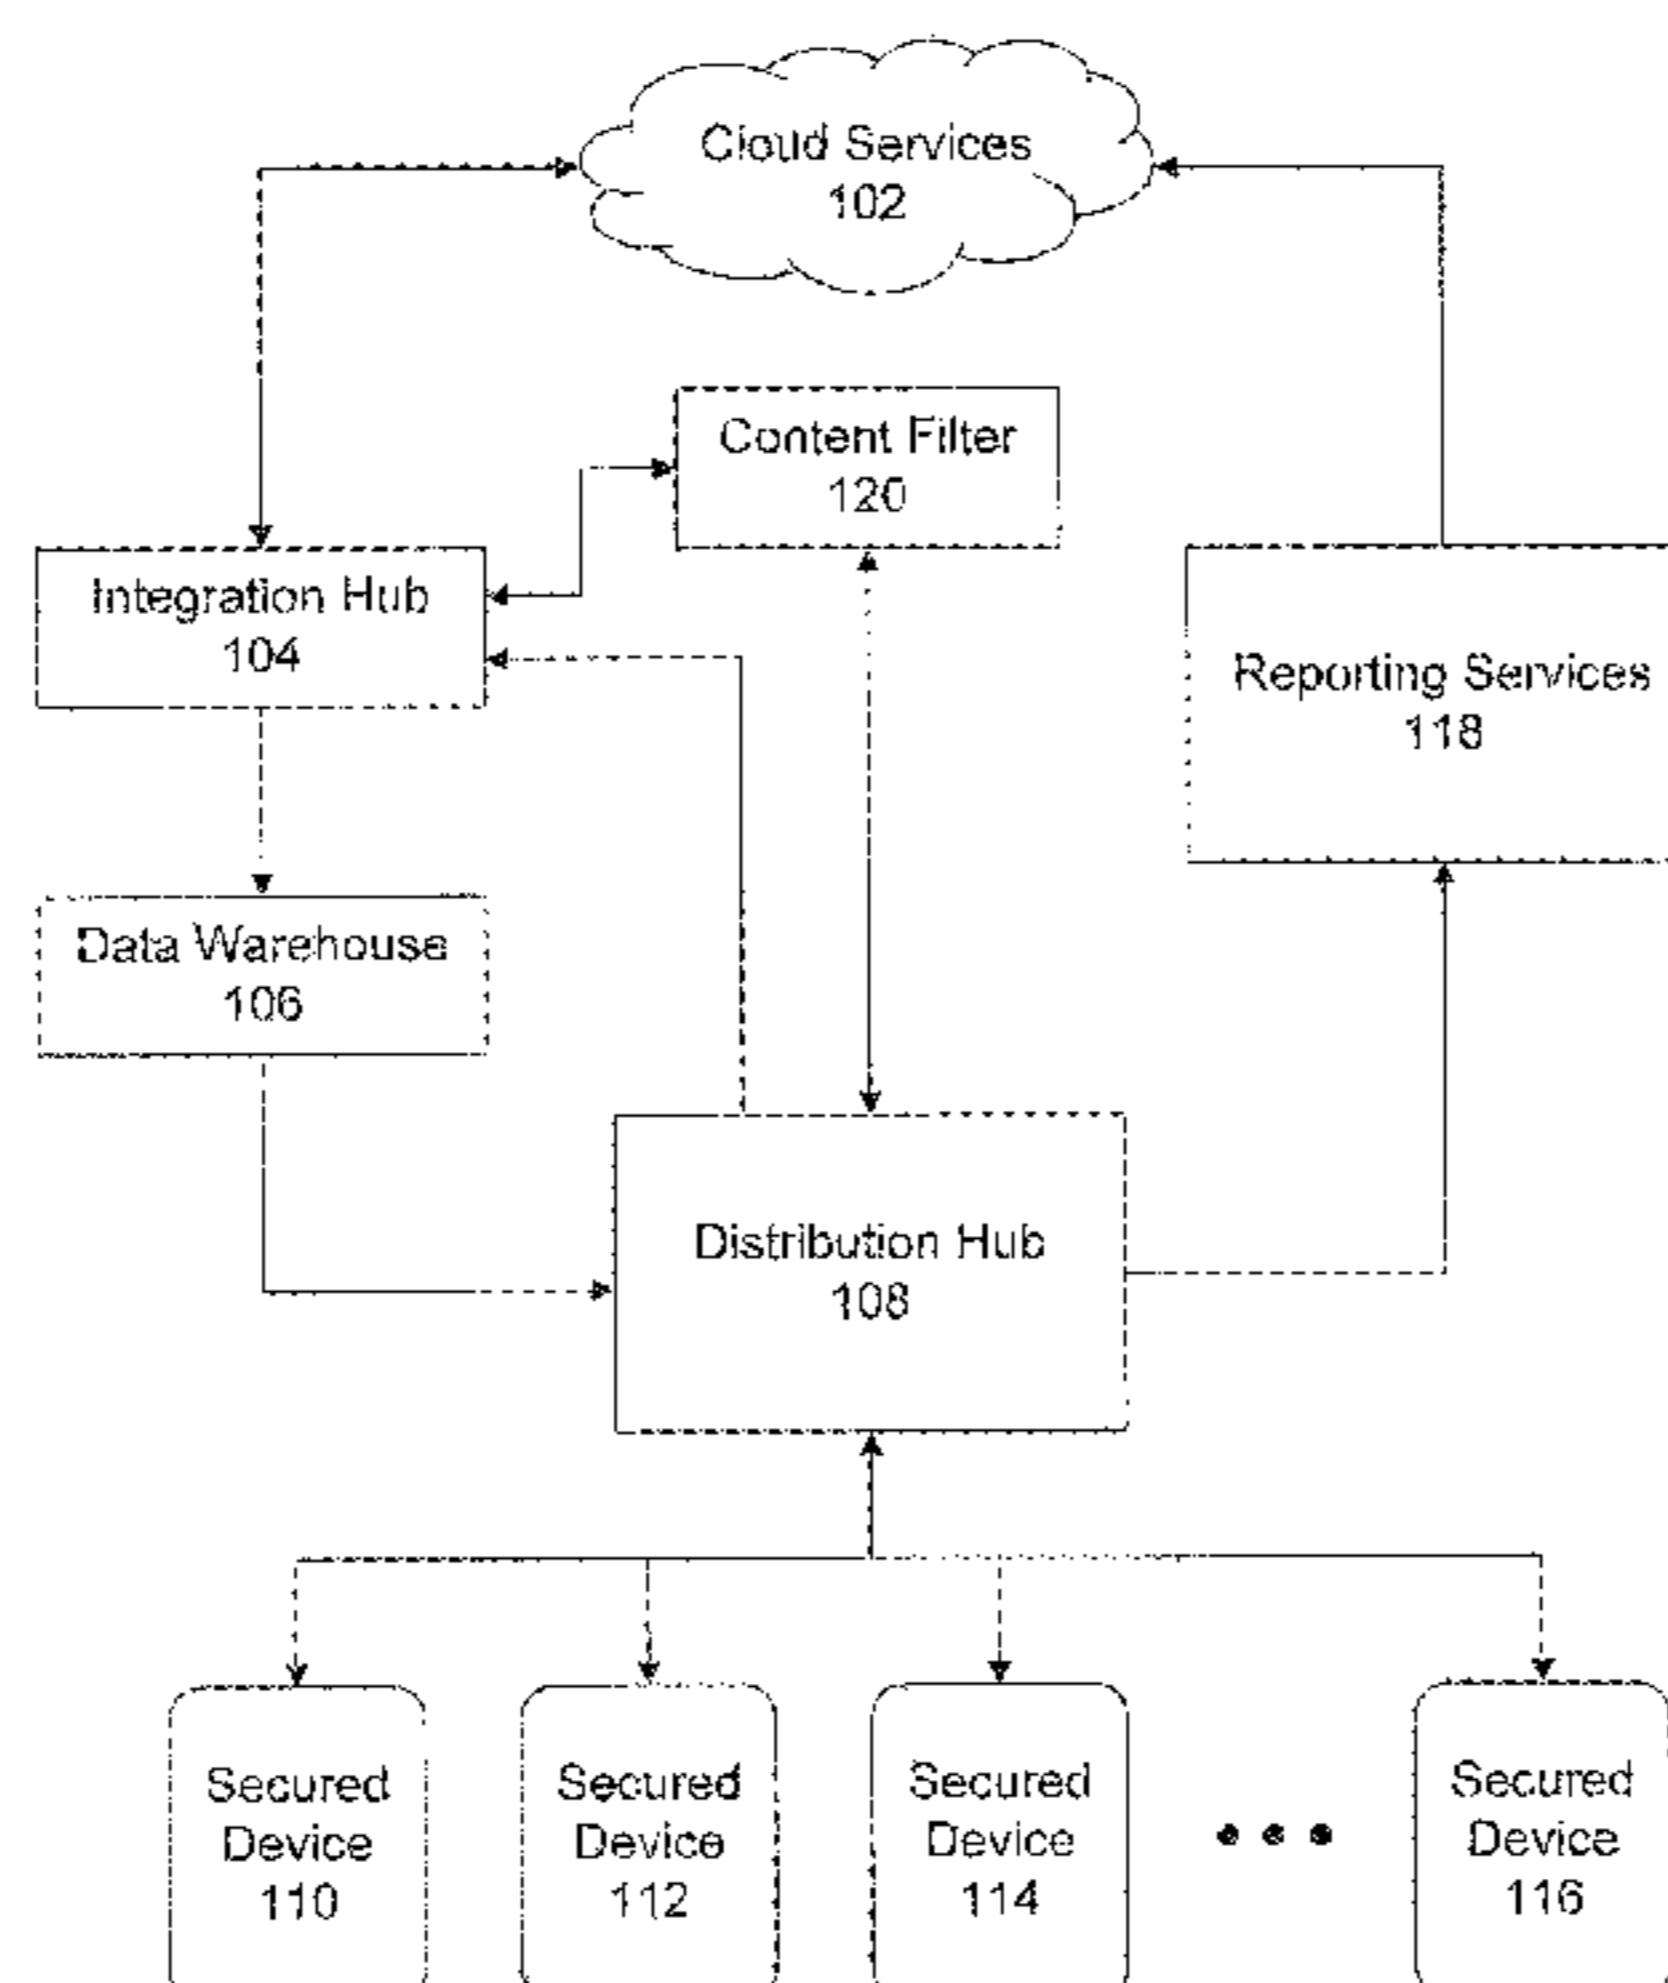 Cloud Services
102
Content Filter
120
Integration Hub
104
Reporting Services
118
Data Warehouse
106
Distribution Hub
108
Secured
Device
110
Secured
Device
112
Secured
Device
114
Secured
Device
116